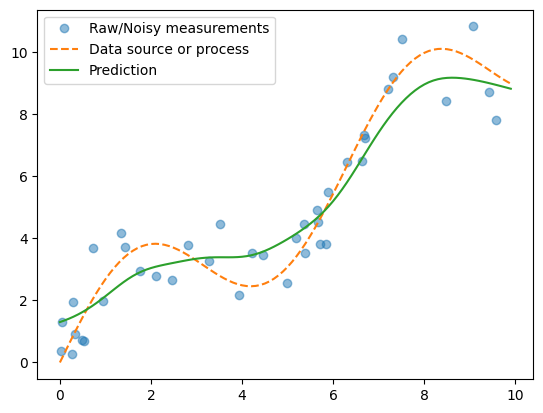 Raw/Noisy measurements
Data source or process
Prediction
10
8
6
4
2
0
0 2 4 6 8 10